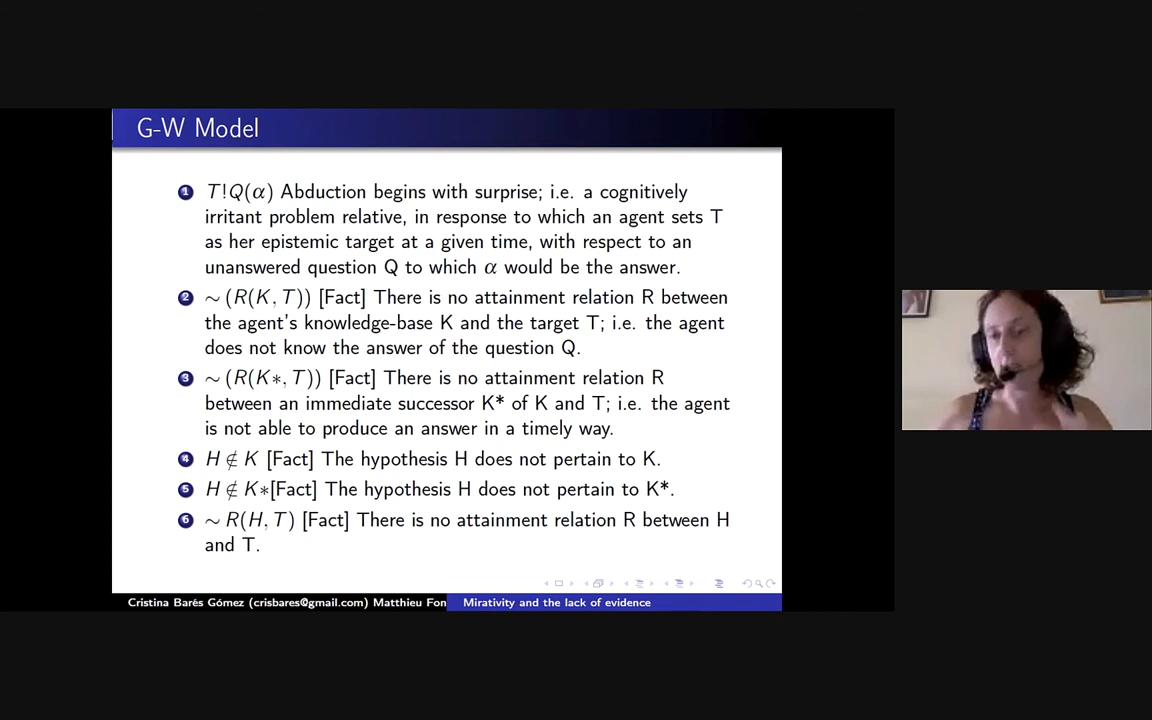 G-W Model
1 T!Q(α) Abduction begins with surprise; i.e. a cognitively
irritant problem relative, in response to which an agent sets T
as her epistemic target at a given time, with respect to an
unanswered question Q to which α would be the answer.
2 ∼ (R(K, T)) [Fact] There is no attainment relation R between
the agent's knowledge-base K and the target T; i.e. the agent
does not know the answer of the question Q.
3 ∼ (R(K∗, T)) [Fact] There is no attainment relation R
between an immediate successor K* of K and T; i.e. the agent
is not able to produce an answer in a timely way.
4 H ∉ K [Fact] The hypothesis H does not pertain to K.
5 H ∉ K∗[Fact] The hypothesis H does not pertain to K*.
6 ∼ R(H, T) [Fact] There is no attainment relation R between H
and T.
Cristina Barés Gómez (crisbares@gmail.com) Matthieu Fon Mirativity and the lack of evidence